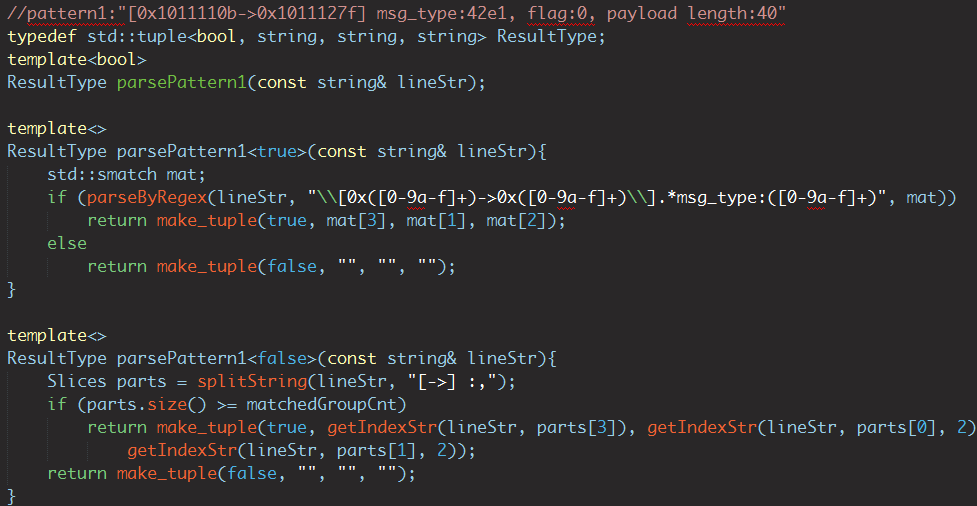 //pattern1:"[0x1011110b->0x1011127f] msg_type:42e1, flag:0, payload length:40"
typedef std::tuple<bool, string, string, string> ResultType;
template<bool>
ResultType parsePattern1(const string& lineStr);

template<>
ResultType parsePattern1<true>(const string& lineStr){
    std::smatch mat;
    if (parseByRegex(lineStr, "\\[0x([0-9a-f]+)->0x([0-9a-f]+)\\].*msg_type:([0-9a-f]+)", mat))
        return make_tuple(true, mat[3], mat[1], mat[2]);
    else
        return make_tuple(false, "", "", "");
}

template<>
ResultType parsePattern1<false>(const string& lineStr){
    Slices parts = splitString(lineStr, "[->] :,");
    if (parts.size() >= matchedGroupCnt)
        return make_tuple(true, getIndexStr(lineStr, parts[3]), getIndexStr(lineStr, parts[0], 2)
            getIndexStr(lineStr, parts[1], 2));
    return make_tuple(false, "", "", "");
}